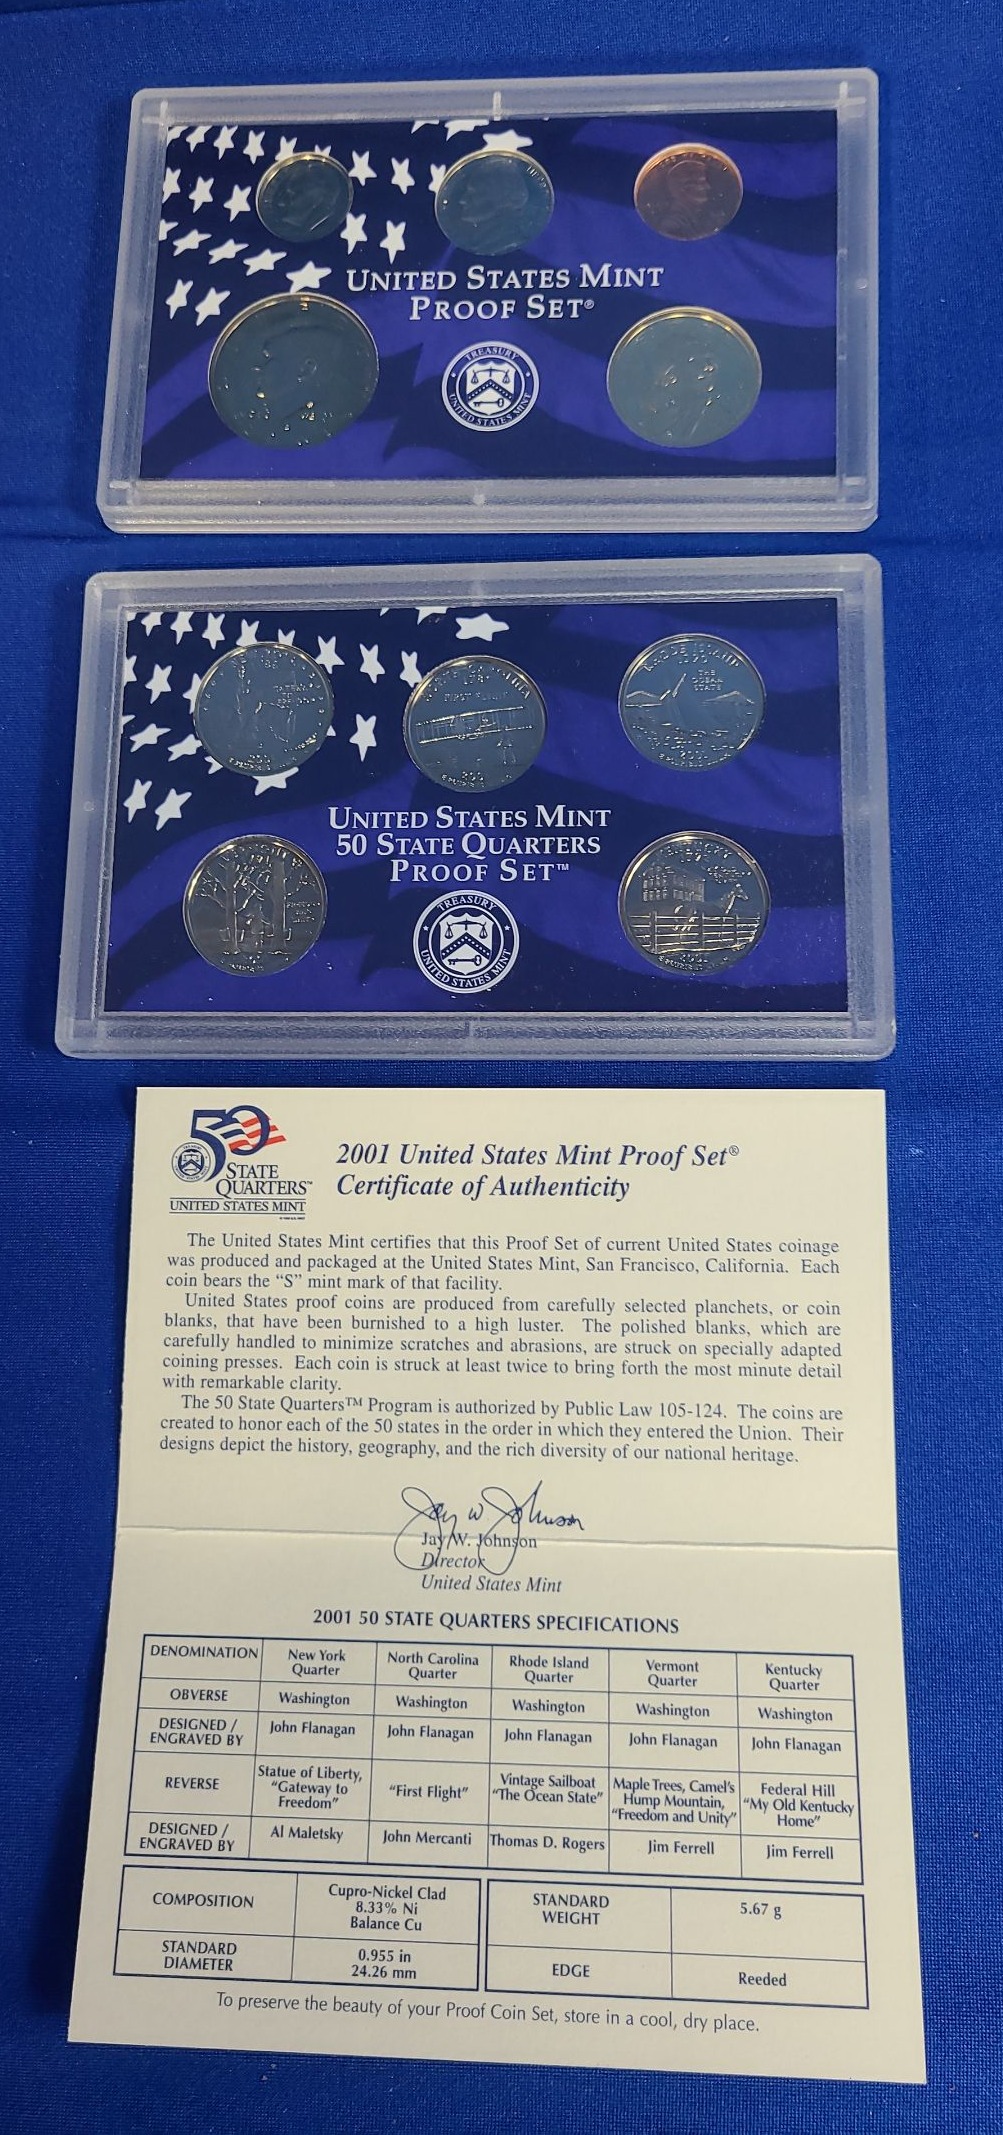 UNITED STATES MINT
PROOF SET®
TREASURY
UNITED STATES MINT
RHODE ISLAND
1790
THE
OCEAN
STATE
FIRST FLIGHT
2001
UNITED STATES MINT
50 STATE QUARTERS
PROOF SET™
TREASURY
UNITED STATES MINT
2001
50
STATE
QUARTERS™
UNITED STATES MINT
2001 United States Mint Proof Set®
Certificate of Authenticity
The United States Mint certifies that this Proof Set of current United States coinage
was produced and packaged at the United States Mint, San Francisco, California. Each
coin bears the “S” mint mark of that facility.
United States proof coins are produced from carefully selected planchets, or coin
blanks, that have been burnished to a high luster. The polished blanks, which are
carefully handled to minimize scratches and abrasions, are struck on specially adapted
coining presses. Each coin is struck at least twice to bring forth the most minute detail
with remarkable clarity.
The 50 State Quarters™ Program is authorized by Public Law 105-124. The coins are
created to honor each of the 50 states in the order in which they entered the Union. Their
designs depict the history, geography, and the rich diversity of our national heritage.
Jay W Johnson
Jay W. Johnson
Director
United States Mint
2001 50 STATE QUARTERS SPECIFICATIONS
DENOMINATION New York Quarter North Carolina Quarter Rhode Island Quarter Vermont Quarter Kentucky Quarter
OBVERSE Washington Washington Washington Washington Washington
DESIGNED / ENGRAVED BY John Flanagan John Flanagan John Flanagan John Flanagan John Flanagan
REVERSE Statue of Liberty, “Gateway to Freedom” “First Flight” Vintage Sailboat “The Ocean State” Maple Trees, Camel’s Hump Mountain, “Freedom and Unity” Federal Hill “My Old Kentucky Home”
DESIGNED / ENGRAVED BY Al Maletsky John Mercanti Thomas D. Rogers Jim Ferrell Jim Ferrell
COMPOSITION Cupro-Nickel Clad 8.33% Ni Balance Cu
STANDARD WEIGHT 5.67 g
STANDARD DIAMETER 0.955 in 24.26 mm
EDGE Reeded
To preserve the beauty of your Proof Coin Set, store in a cool, dry place.